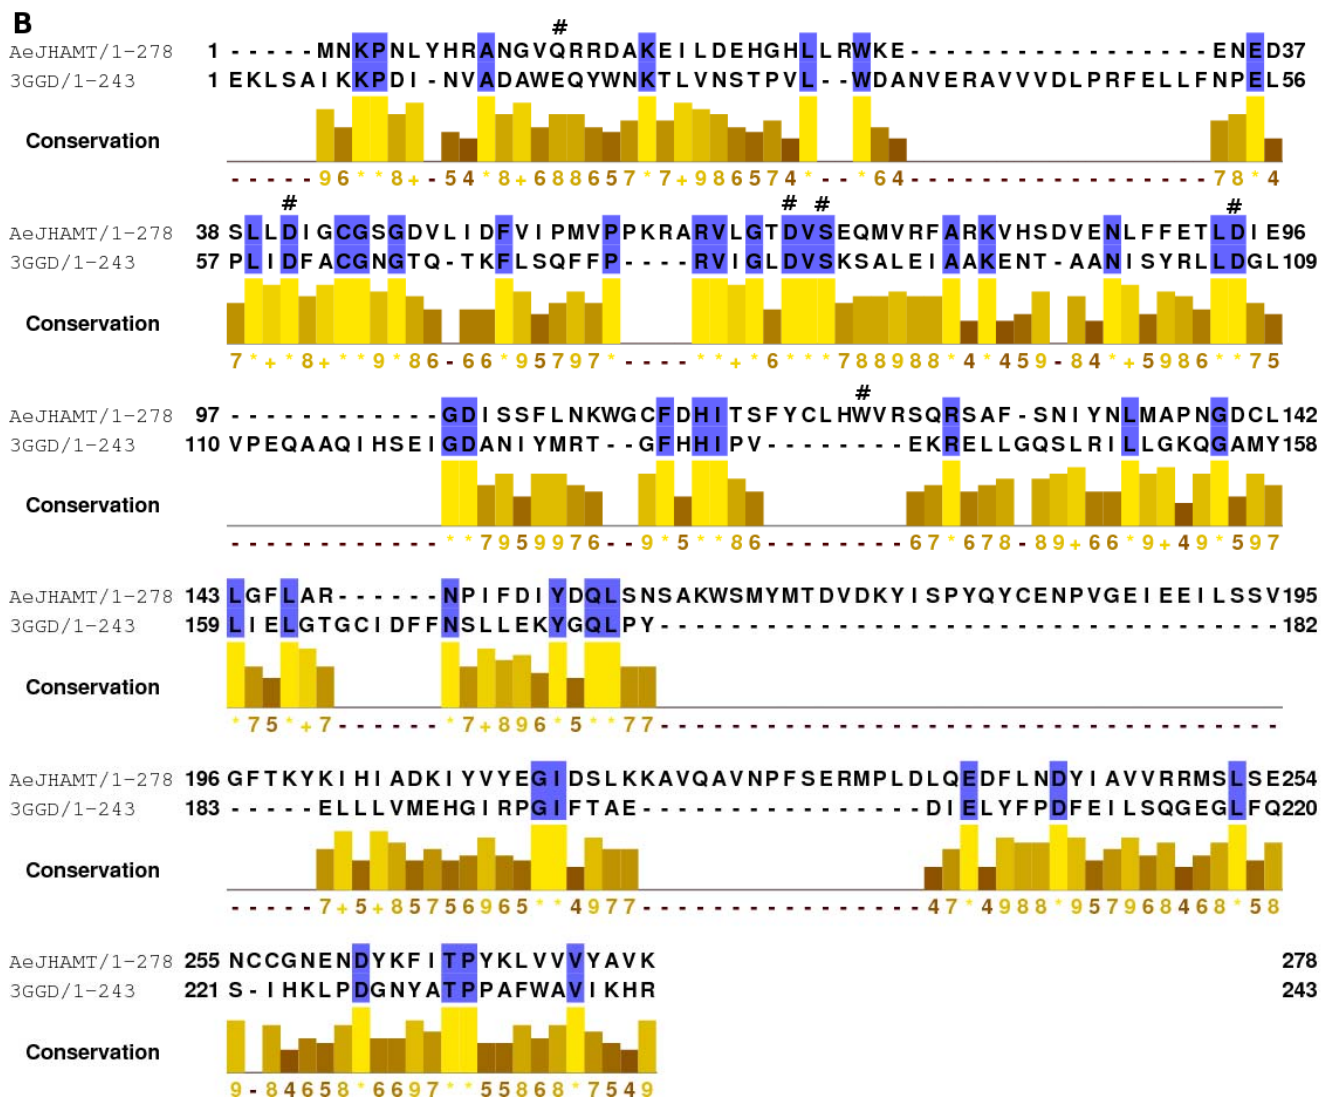 B
#
AeJHAMT/1-278 1 -----MNKPNLYHRANGVQRRDAKEILDEHGHLLRWKE-----------------ENED37
3GGD/1-243 1 EKLSAIKKPDI-NVADAWEQYWNKTLVNSTPVL--WDANVERAVVVDLPRFELLFNPEL56
Conservation
-----96**8+-54*8+688657*7+986574*--*64-----------------78*4
# # # #
AeJHAMT/1-278 38 SLLDIGCGSGDVLIDFVIPMVPPKRARVLGTDVSEQMVRFARKVHSDVENLFFETLDIE96
3GGD/1-243 57 PLIDFACGNGTQ-TKFLSQFFP----RVIGLDVSKSALEIAAKENT-AANISYRLLDGL109
Conservation
7*+*8+**9*86-66*95797*----**+*6***788988*4*459-84*+5986**75
#
AeJHAMT/1-278 97 ------------GDISSFLNKWGCFDHITSFYCLHWVRSQRSAF-SNIYNLMAPNGDCL142
3GGD/1-243 110 VPEQAAQIHSEIGDANIYMRT--GFHHIPV--------EKRELLGQSLRILLGKQGAMY158
Conservation
------------**7959976--9*5**86--------67*678-89+66*9+49*597
AeJHAMT/1-278 143 LGFLAR------NPIFDIYDQLSNSAKWSMYMTDVDKYISPYQYCENPVGEIEEILSSV195
3GGD/1-243 159 LIELGTGCIDFFNSLLEKYGQLPY-----------------------------------182
Conservation
*75*+7------*7+896*5**77-----------------------------------
AeJHAMT/1-278 196 GFTKYKIHIADKIYVYEGIDSLKKAVQAVNPFSERMPLDLQEDFLNDYIAVVRRMSLSE254
3GGD/1-243 183 -----ELLLVMEHGIRPGIFTAE----------------DIELYFPDFEILSQGEGLFQ220
Conservation
-----7+5+85756965**4977----------------47*4988*957968468*58
AeJHAMT/1-278 255 NCCGNENDYKFITPYKLVVVYAVK 278
3GGD/1-243 221 S-IHKLPDGNYATPPAFWAVIKHR 243
Conservation
9-84658*6697**55868*7549